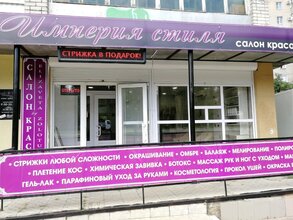 Империя стиля
салон красо
СТРИЖКА В ПОДАРОК!
САЛОН КРАС
СТРИЖКИ ЛЮБОЙ СЛОЖНОСТИ • ОКРАШИВАНИЕ • ОМБРЕ • БАЛАЯЖ • МЕЛИРОВАНИЕ • ПОЛИРО
• ПЛЕТЕНИЕ КОС • ХИМИЧЕСКАЯ ЗАВИВКА • БОТОКС • МАССАЖ РУК И НОГ С УХОДОМ • МА
ГЕЛЬ-ЛАК • ПАРАФИНОВЫЙ УХОД ЗА РУКАМИ • КОСМЕТОЛОГИЯ • ПРОКОЛ УШЕЙ • ОКРАСКА